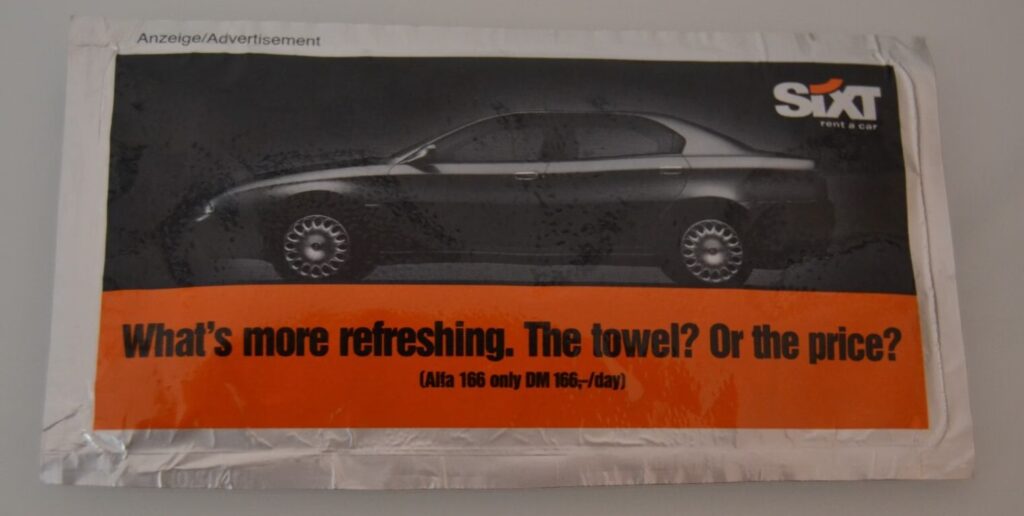 Anzeige/Advertisement
SIXT
rent a car
What's more refreshing. The towel? Or the price?
(Alfa 166 only DM 166,–/day)